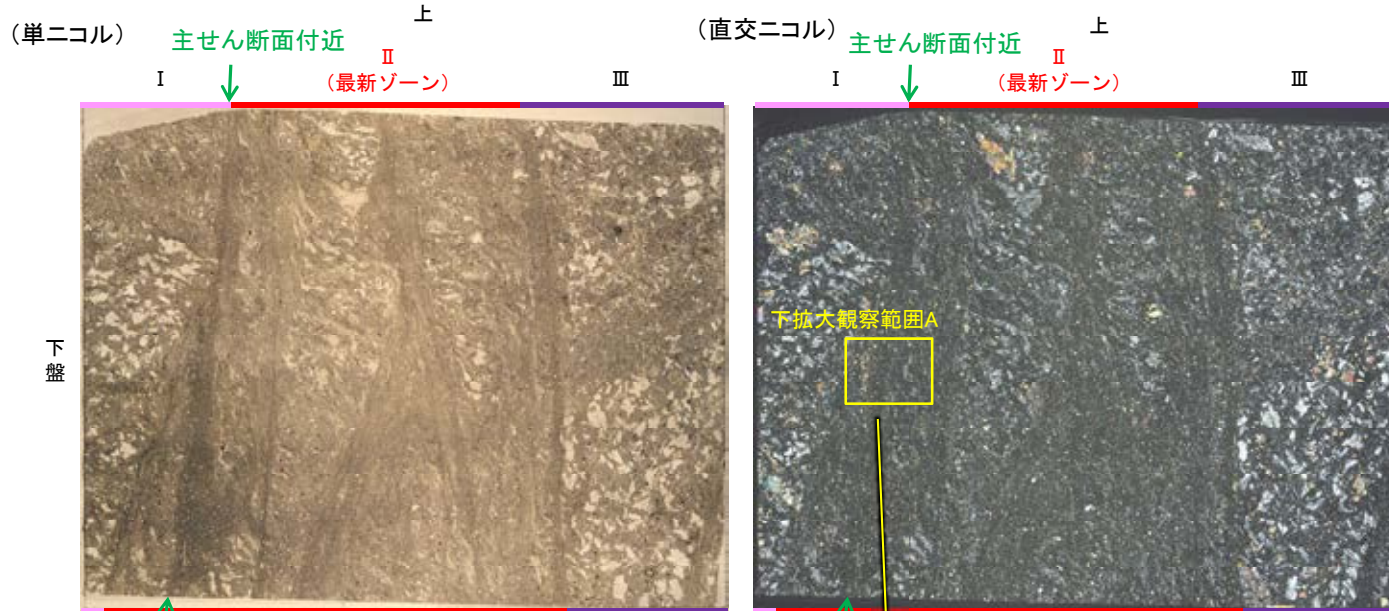 (単ニコル)
上
主せん断面付近
Ⅰ
Ⅱ
(最新ゾーン)
Ⅲ
下
盤
(直交ニコル)
上
主せん断面付近
Ⅰ
Ⅱ
(最新ゾーン)
Ⅲ
下拡大観察範囲A